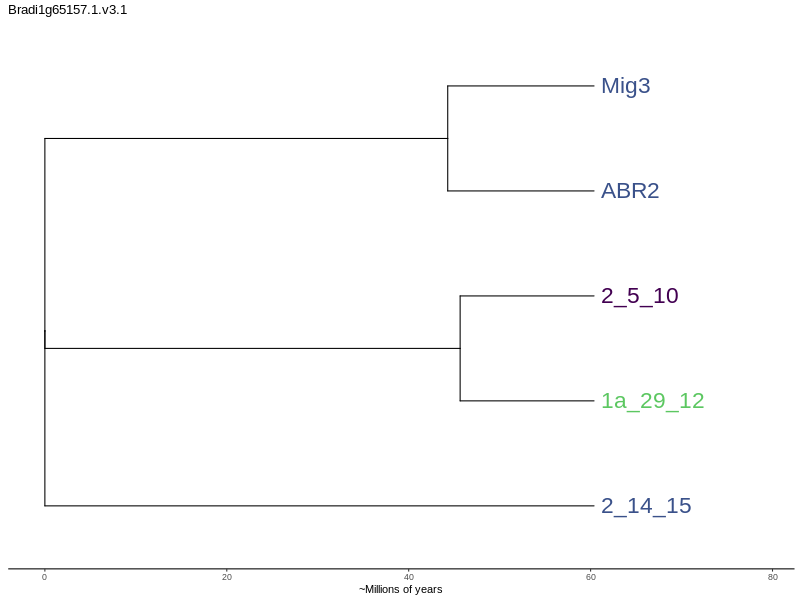 Bradi1g65157.1.v3.1
Mig3
ABR2
2_5_10
1a_29_12
2_14_15
0 20 40 60 80
~Millions of years